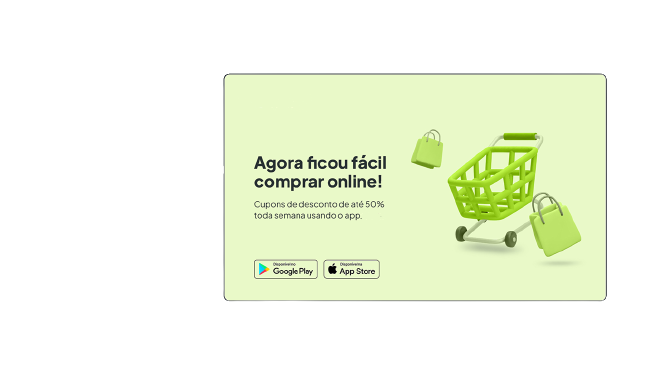 Agora ficou fácil
comprar online!
Cupons de desconto de até 50%
toda semana usando o app.
Disponível no
Google Play
Disponível na
App Store